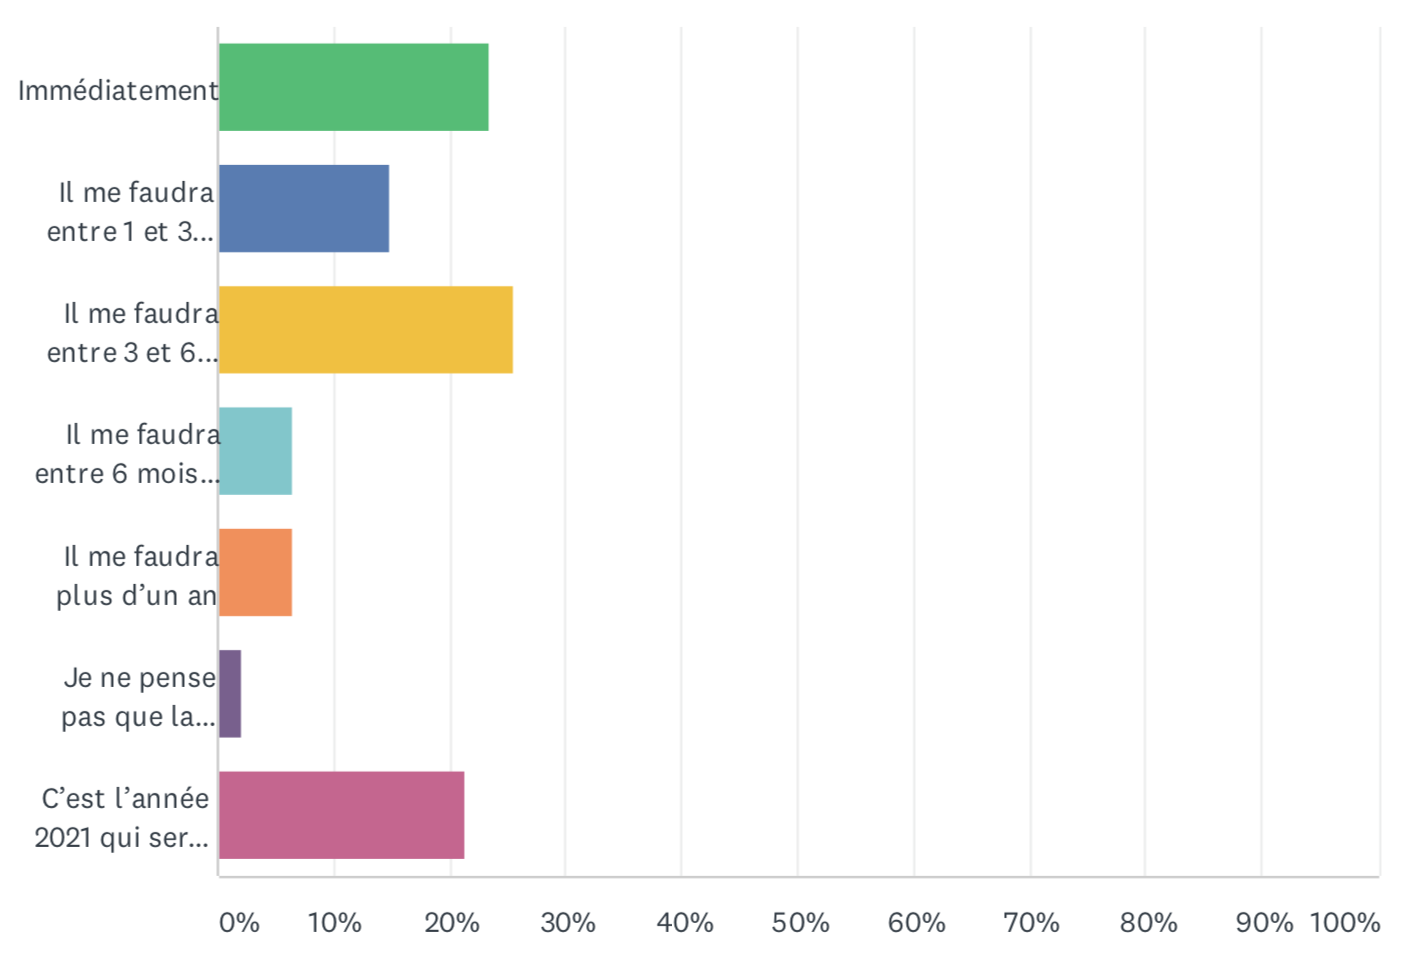 Immédiatement
Il me faudra
entre 1 et 3...
Il me faudra
entre 3 et 6...
Il me faudra
entre 6 mois...
Il me faudra
plus d’un an
Je ne pense
pas que la...
C’est l’année
2021 qui ser...
0% 10% 20% 30% 40% 50% 60% 70% 80% 90% 100%